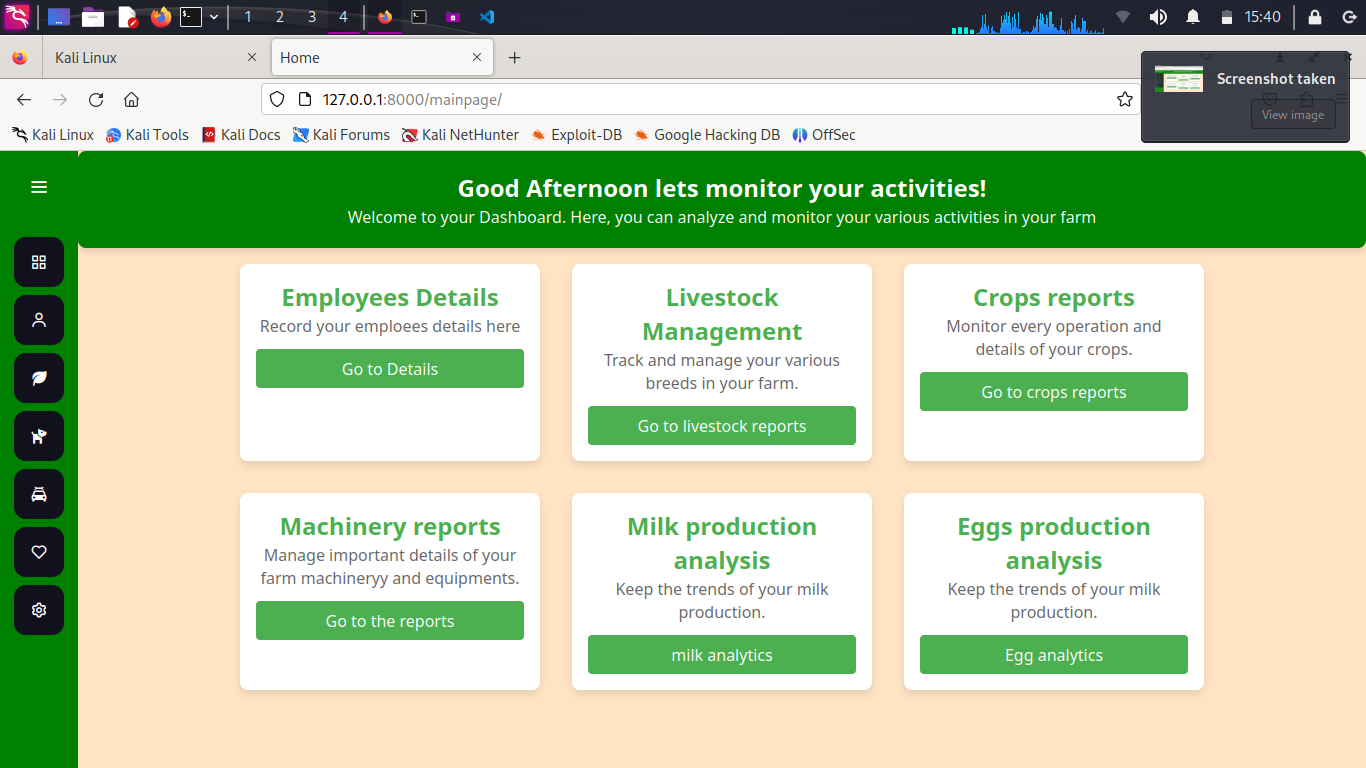 1 2 3 4
15:40
Kali Linux
Home
Screenshot taken
View image
127.0.0.1:8000/mainpage/
Kali Linux Kali Tools Kali Docs Kali Forums Kali NetHunter Exploit-DB Google Hacking DB OffSec
Good Afternoon lets monitor your activities!
Welcome to your Dashboard. Here, you can analyze and monitor your various activities in your farm
Employees Details
Record your emploees details here
Go to Details
Livestock
Management
Track and manage your various
breeds in your farm.
Go to livestock reports
Crops reports
Monitor every operation and
details of your crops.
Go to crops reports
Machinery reports
Manage important details of your
farm machineryy and equipments.
Go to the reports
Milk production
analysis
Keep the trends of your milk
production.
milk analytics
Eggs production
analysis
Keep the trends of your milk
production.
Egg analytics